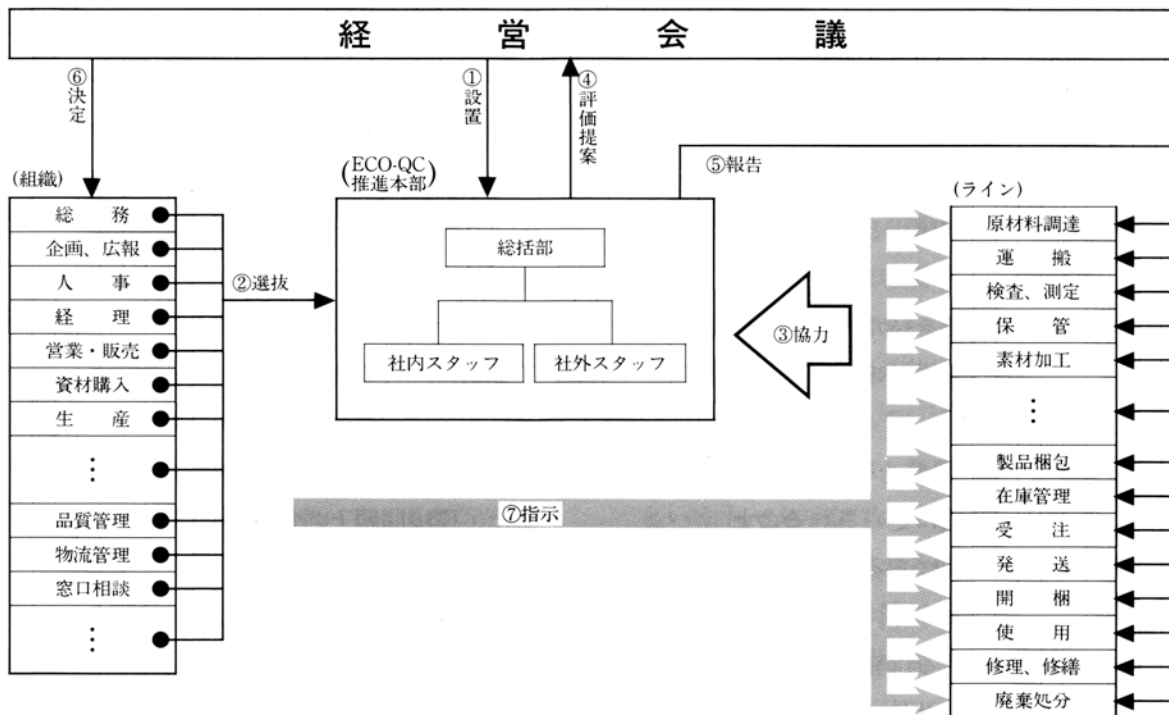 経営会議
⑥決定
①設置
④評価提案
⑤報告
(ECO-QC
推進本部)
(組織)
(ライン)
総務
企画、広報
人事
経理
営業・販売
資材購入
生産
⋮
品質管理
物流管理
窓口相談
⋮
②選抜
総括部
社内スタッフ
社外スタッフ
③協力
⑦指示
原材料調達
運搬
検査、測定
保管
素材加工
⋮
製品梱包
在庫管理
受注
発送
開梱
使用
修理、修繕
廃棄処分